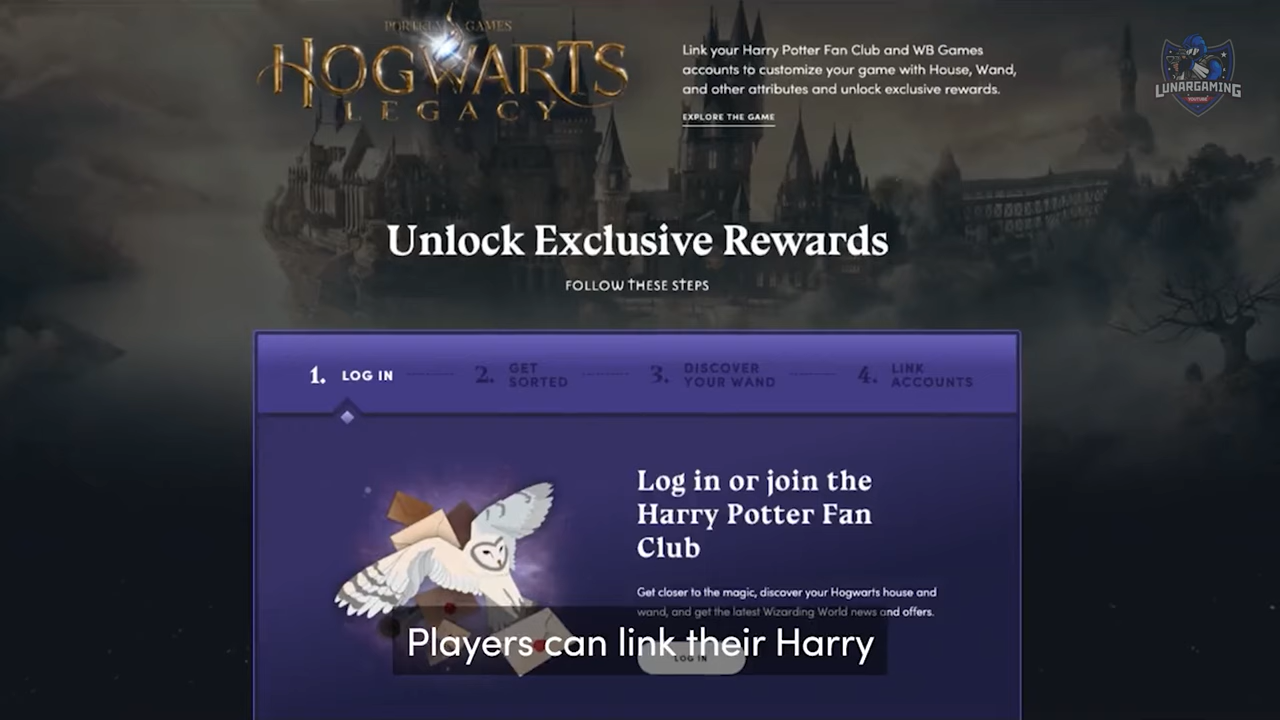 PORTKEY GAMES
HOGWARTS
LEGACY
Link your Harry Potter Fan Club and WB Games
accounts to customize your game with House, Wand,
and other attributes and unlock exclusive rewards.
EXPLORE THE GAME
LUNARGAMING
YOUTUBE
Unlock Exclusive Rewards
FOLLOW THESE STEPS
1. LOG IN
2. GET
SORTED
3. DISCOVER
YOUR WAND
4. LINK
ACCOUNTS
Log in or join the
Harry Potter Fan
Club
Get closer to the magic, discover your Hogwarts house and
wand, and get the latest Wizarding World news and offers.
LOG IN
Players can link their Harry